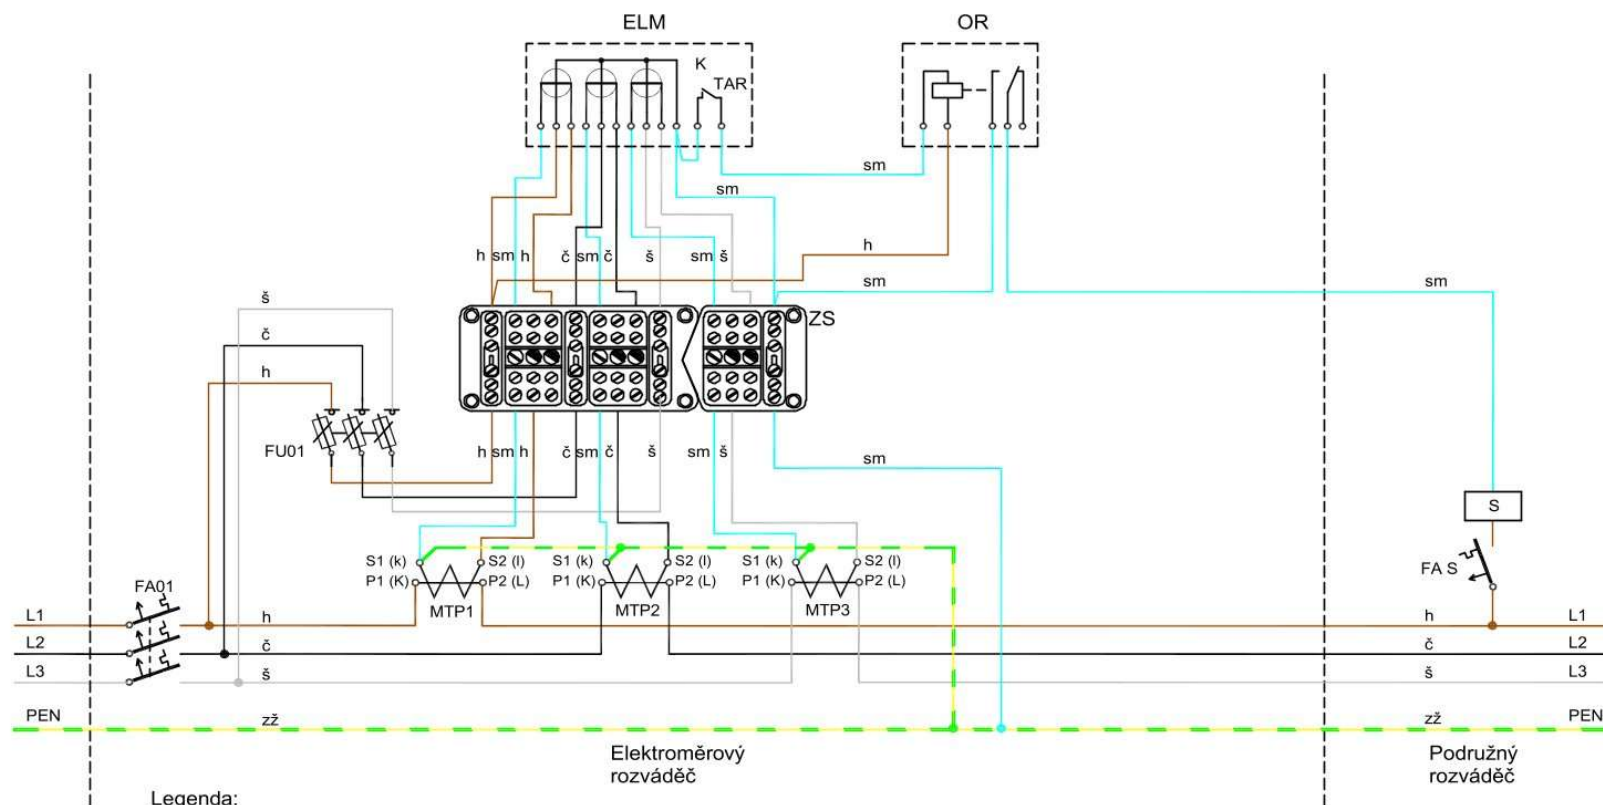 ELM
OR
K
TAR
sm
sm
h sm h č sm č š sm š
h
sm
sm
š
č
h
ZS
FU01
h sm h č sm č š sm š
sm
S
S1 (k) S2 (l) S1 (k) S2 (l) S1 (k) S2 (l)
P1 (K) P2 (L) P1 (K) P2 (L) P1 (K) P2 (L)
FA S
FA01
MTP1 MTP2 MTP3
L1 h h L1
L2 č č L2
L3 š š L3
PEN zž zž PEN
Elektroměrový
rozváděč
Podružný
rozváděč
Legenda: